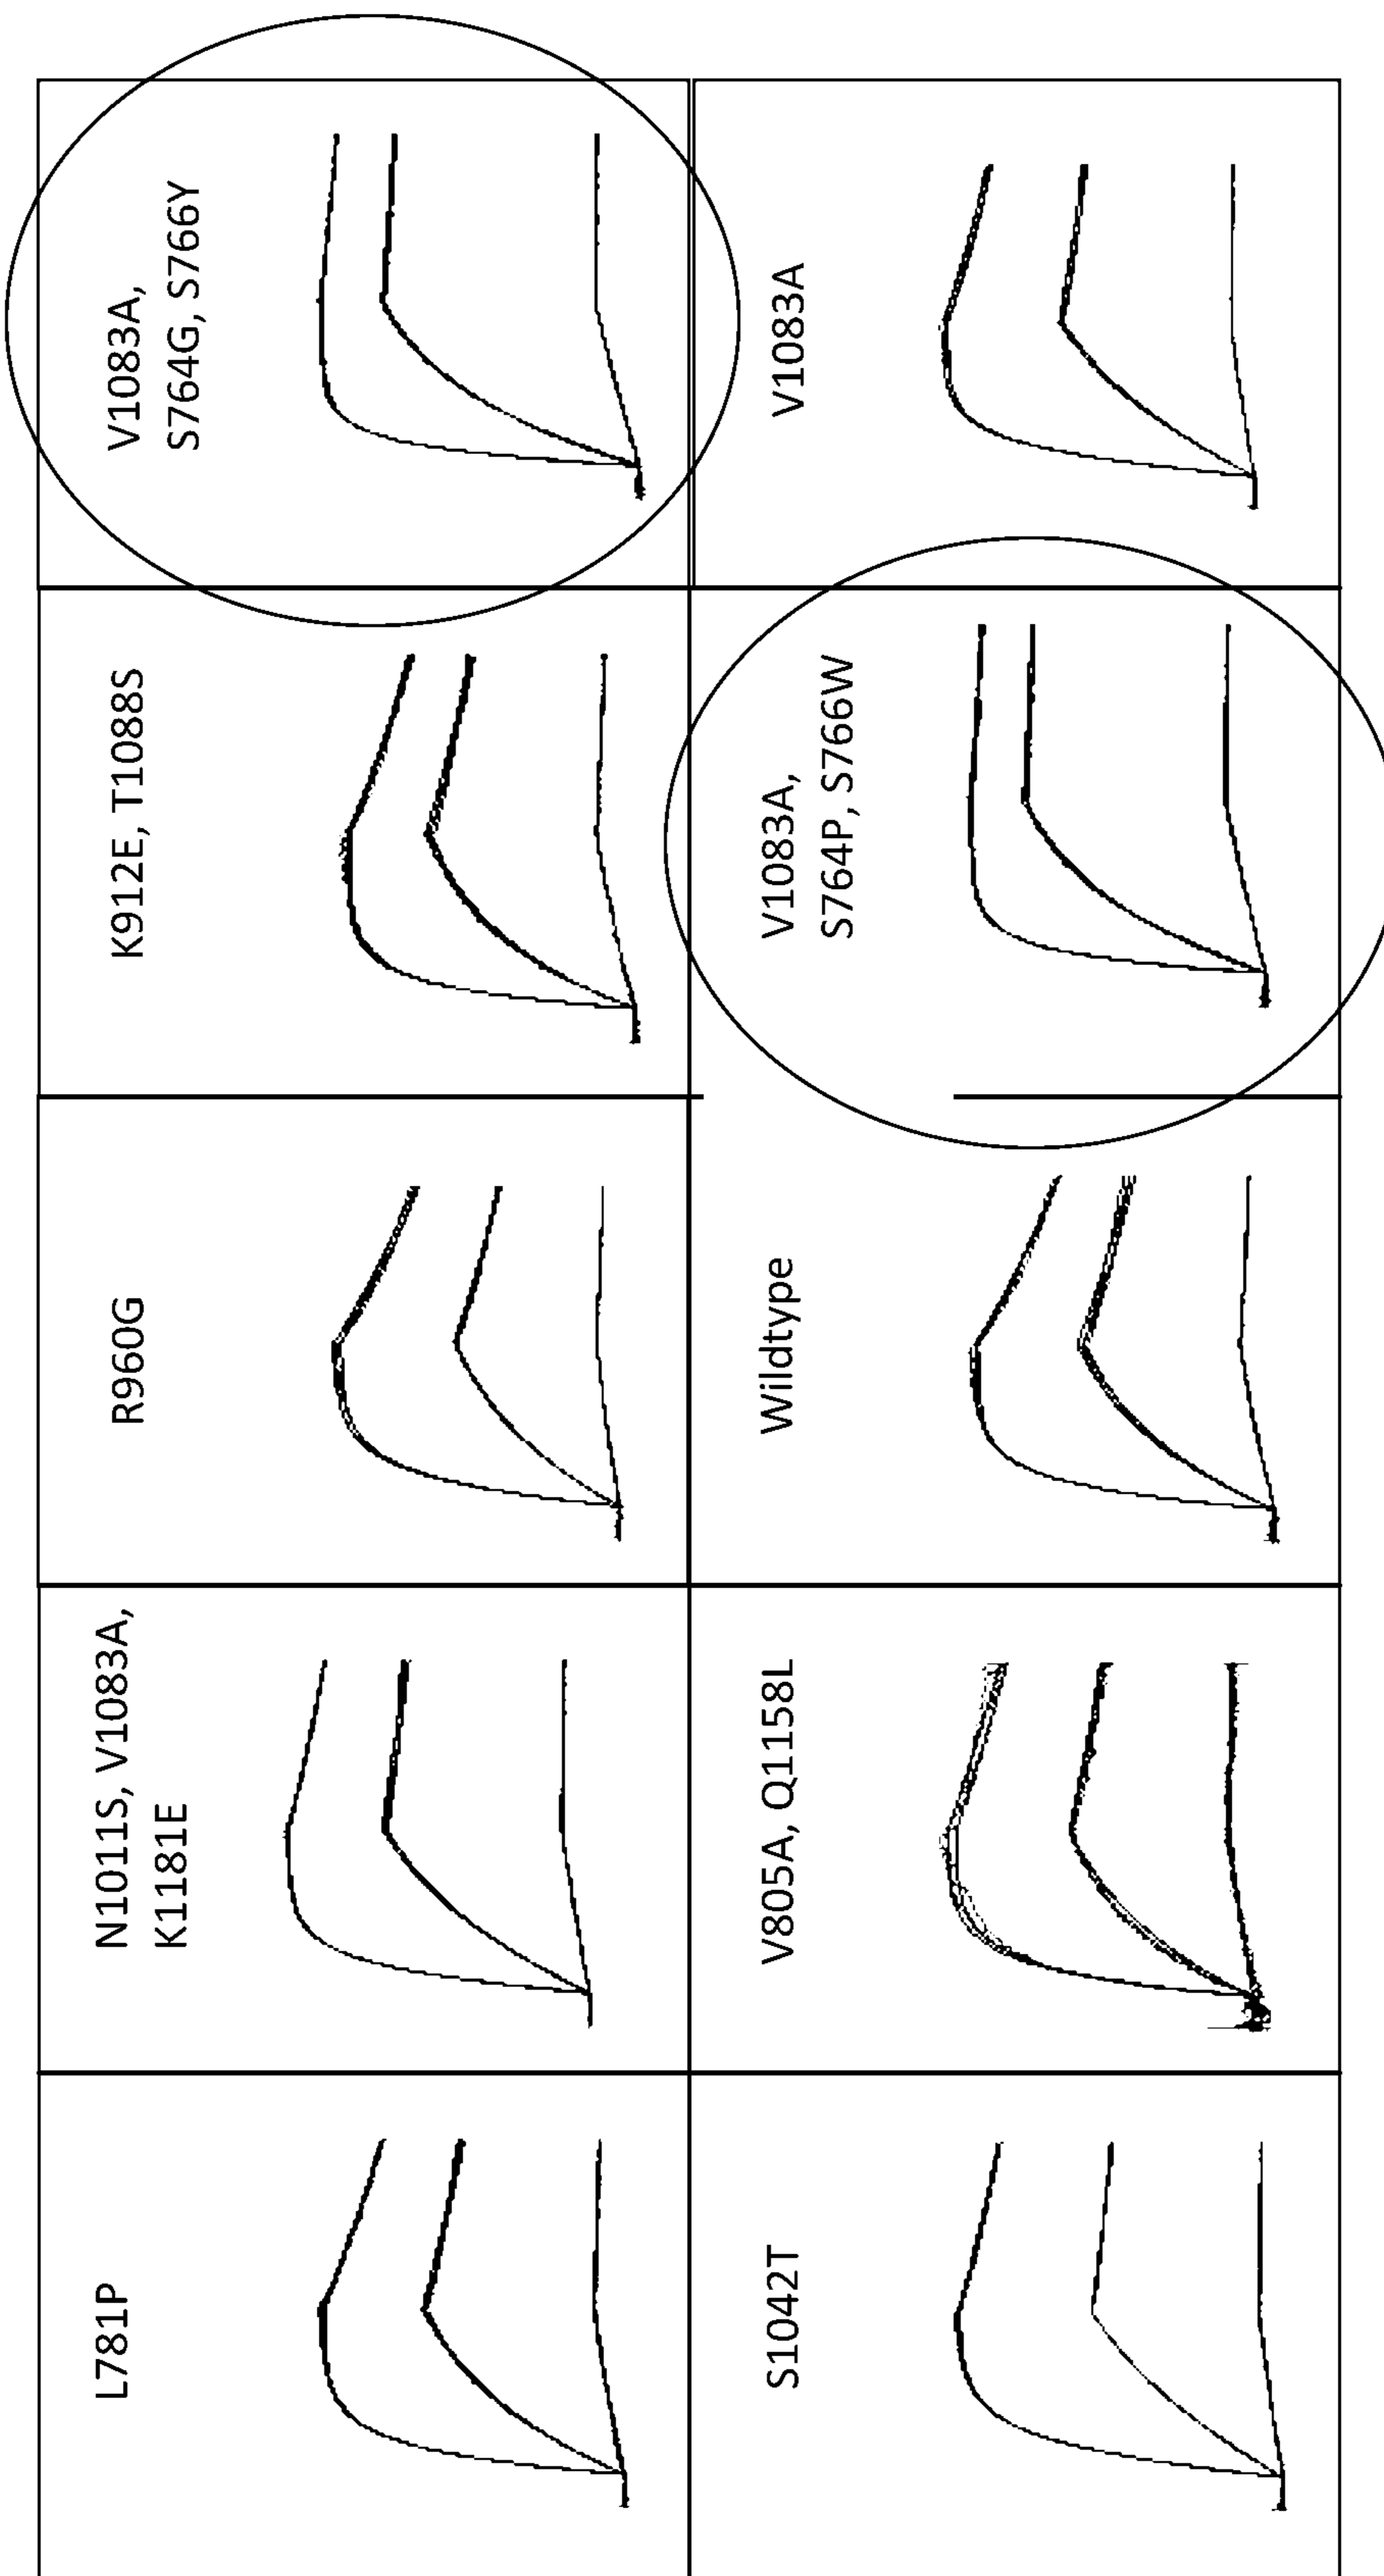 L781P
N1011S, V1083A,
K1181E
R960G
K912E, T1088S
V1083A,
S764G, S766Y
S1042T
V805A, Q1158L
Wildtype
V1083A,
S764P, S766W
V1083A